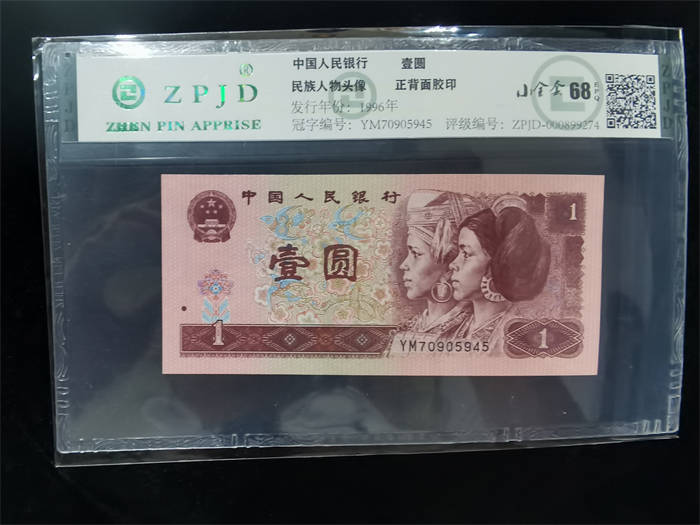 ZPJD
ZHEN PIN APPRISE
中国人民银行 壹圆
民族人物头像 正背面胶印
发行年份：1996年
冠字编号：YM70905945 评级编号：ZPJD-000899274
68
EPQ
中国人民银行
壹圆
1
1
1
YM70905945